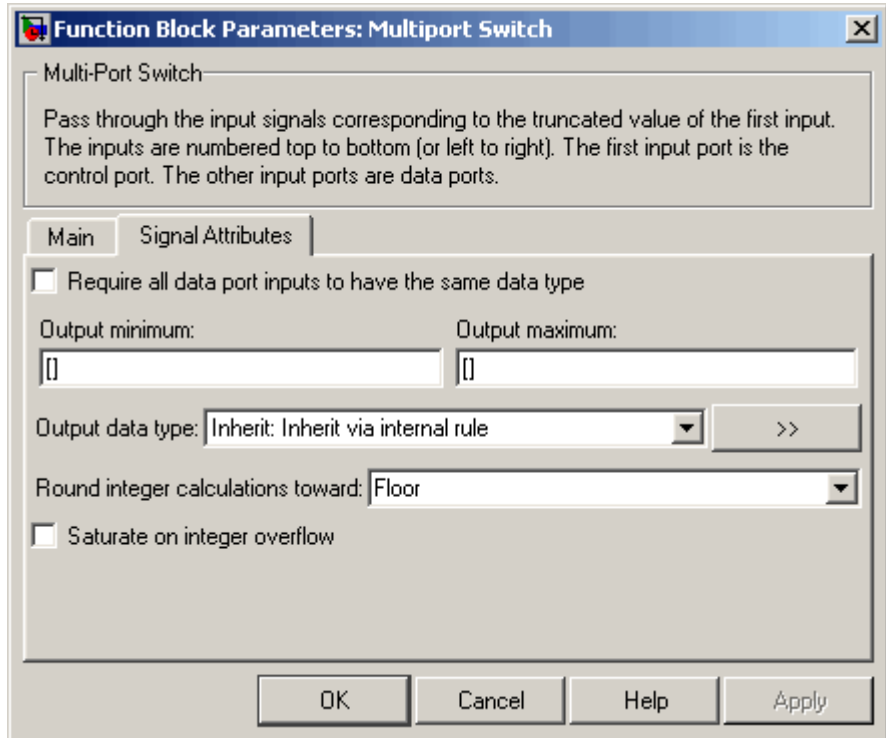 Function Block Parameters: Multiport Switch
Multi-Port Switch
Pass through the input signals corresponding to the truncated value of the first input.
The inputs are numbered top to bottom (or left to right). The first input port is the
control port. The other input ports are data ports.
Main Signal Attributes
Require all data port inputs to have the same data type
Output minimum: Output maximum:
[] []
Output data type: Inherit: Inherit via internal rule >>
Round integer calculations toward: Floor
Saturate on integer overflow
OK Cancel Help Apply